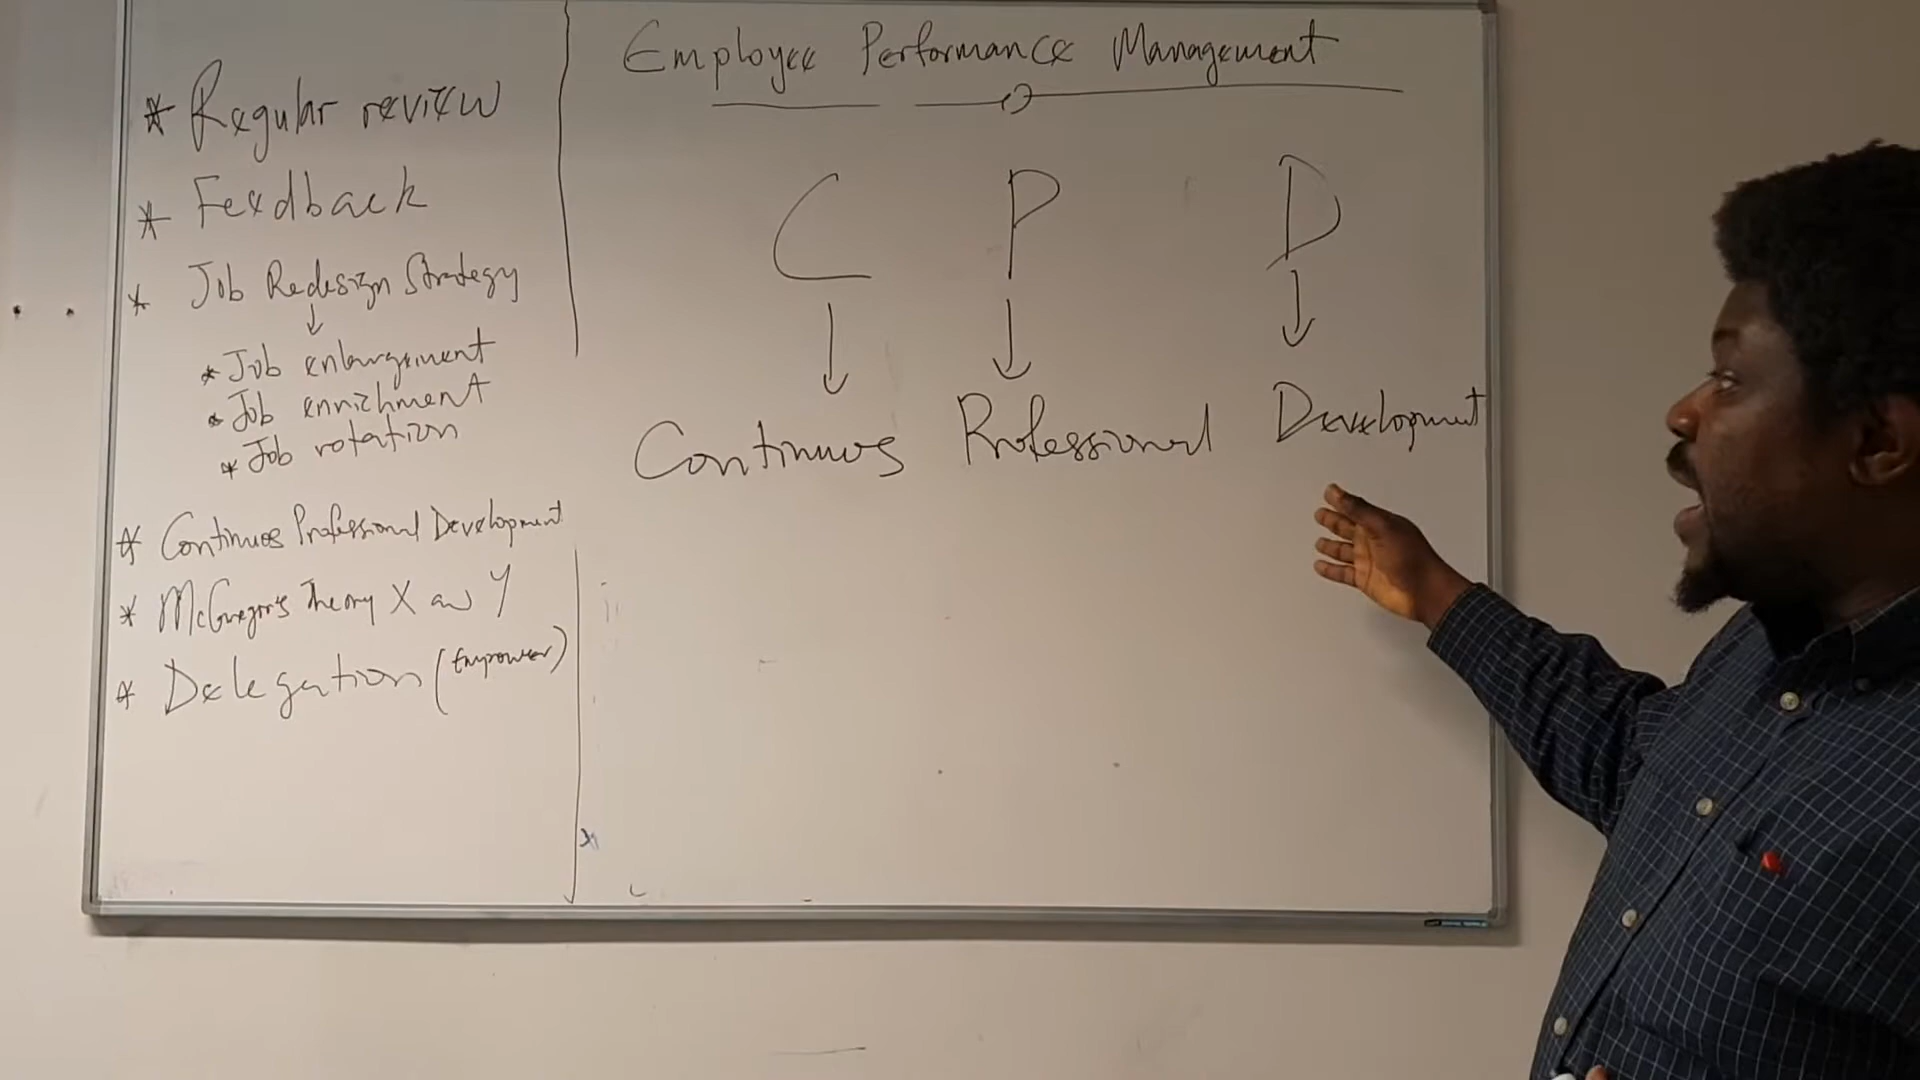 * Regular review
* Feedback
* Job Redesign Strategy
↓
* Job enlargement
* Job enrichment
* Job rotation
* Continues Professional Development
* McGregor's Theory X and Y
* Delegation (Empower)
Employee Performance Management
C P D
↓ ↓ ↓
Continues Professional Development